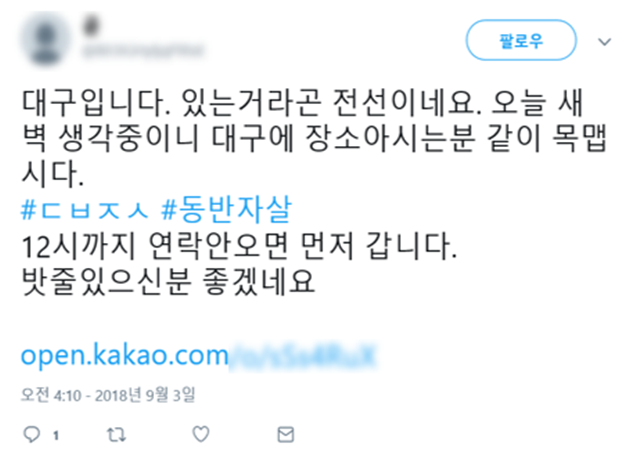 팔로우
대구입니다. 있는거라곤 전선이네요. 오늘 새
벽 생각중이니 대구에 장소아시는분 같이 목맵
시다.
#ㄷㅂㅈㅅ #동반자살
12시까지 연락안오면 먼저 갑니다.
밧줄있으신분 좋겠네요
open.kakao.com
오전 4:10 - 2018년 9월 3일
1